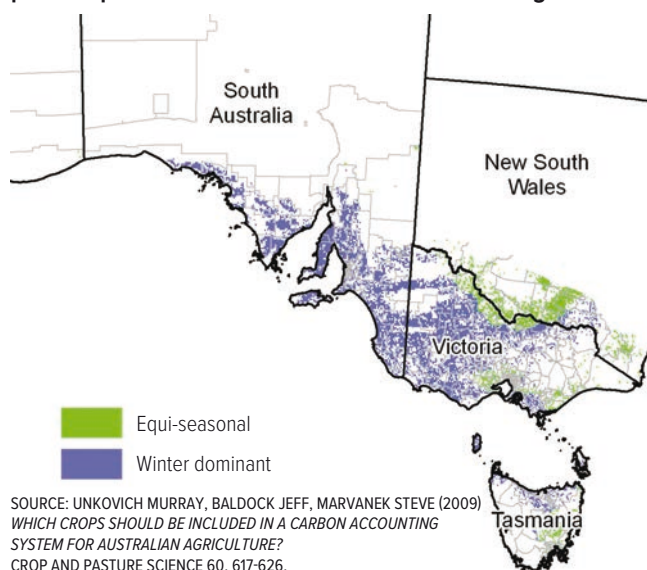 South
Australia
New South
Wales
Victoria
Equi-seasonal
Winter dominant
SOURCE: UNKOVICH MURRAY, BALDOCK JEFF, MARVANEK STEVE (2009)
WHICH CROPS SHOULD BE INCLUDED IN A CARBON ACCOUNTING
SYSTEM FOR AUSTRALIAN AGRICULTURE?
CROP AND PASTURE SCIENCE 60, 617-626.
Tasmania